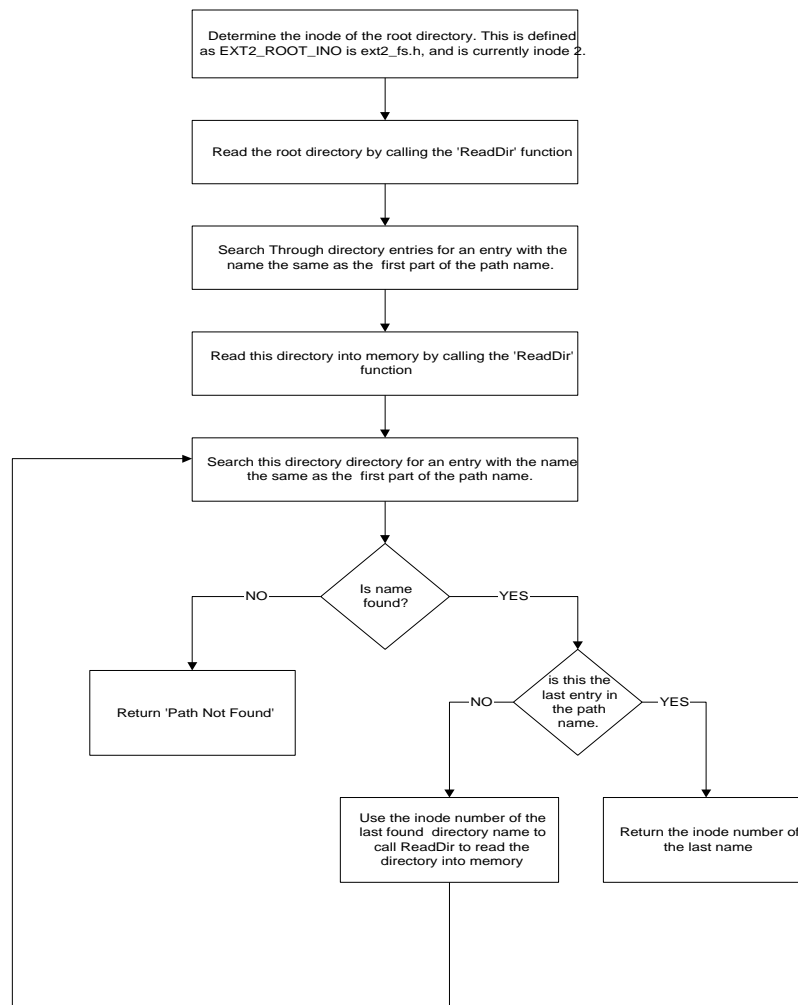 Determine the inode of the root directory. This is defined
as EXT2_ROOT_INO is ext2_fs.h, and is currently inode 2.
Read the root directory by calling the 'ReadDir' function
Search Through directory entries for an entry with the
name the same as the first part of the path name.
Read this directory into memory by calling the 'ReadDir'
function
Search this directory directory for an entry with the name
the same as the first part of the path name.
Is name
found?
NO
YES
Return 'Path Not Found'
is this the
last entry in
the path
name.
NO
YES
Use the inode number of the
last found directory name to
call ReadDir to read the
directory into memory
Return the inode number of
the last name